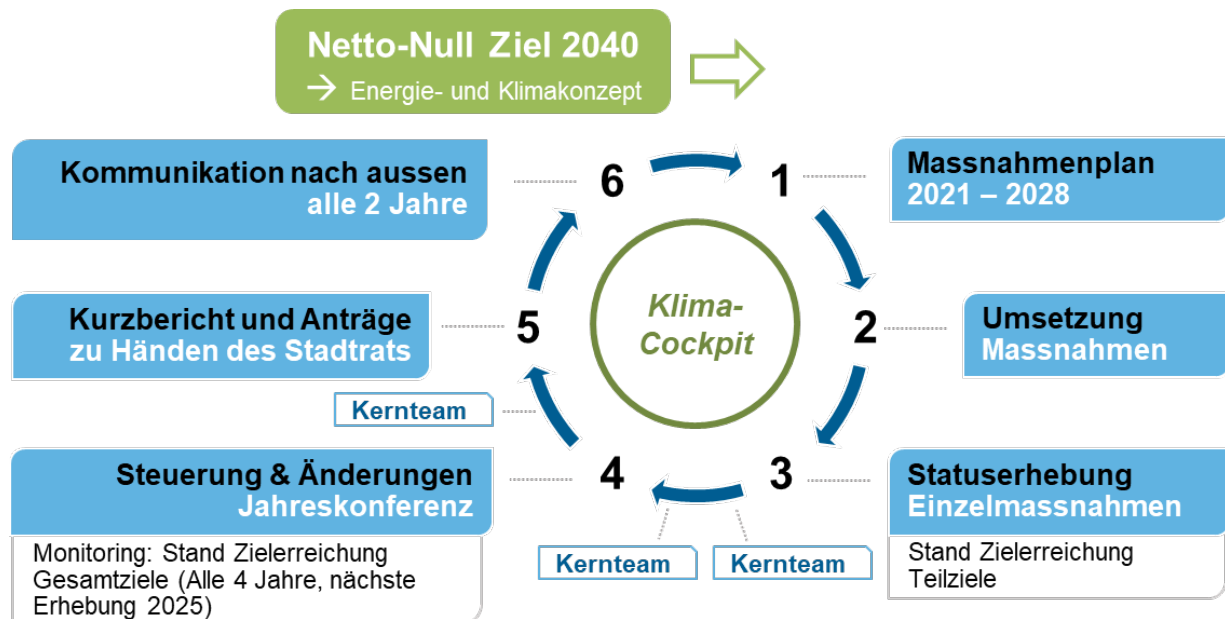 Netto-Null Ziel 2040
→ Energie- und Klimakonzept
Kommunikation nach aussen
alle 2 Jahre
6
1
Massnahmenplan
2021 – 2028
Kurzbericht und Anträge
zu Händen des Stadtrats
5
Klima-
Cockpit
2
Umsetzung
Massnahmen
Kernteam
Steuerung & Änderungen
Jahreskonferenz
4
3
Statuserhebung
Einzelmassnahmen
Monitoring: Stand Zielerreichung
Gesamtziele (Alle 4 Jahre, nächste
Erhebung 2025)
Kernteam
Kernteam
Stand Zielerreichung
Teilziele